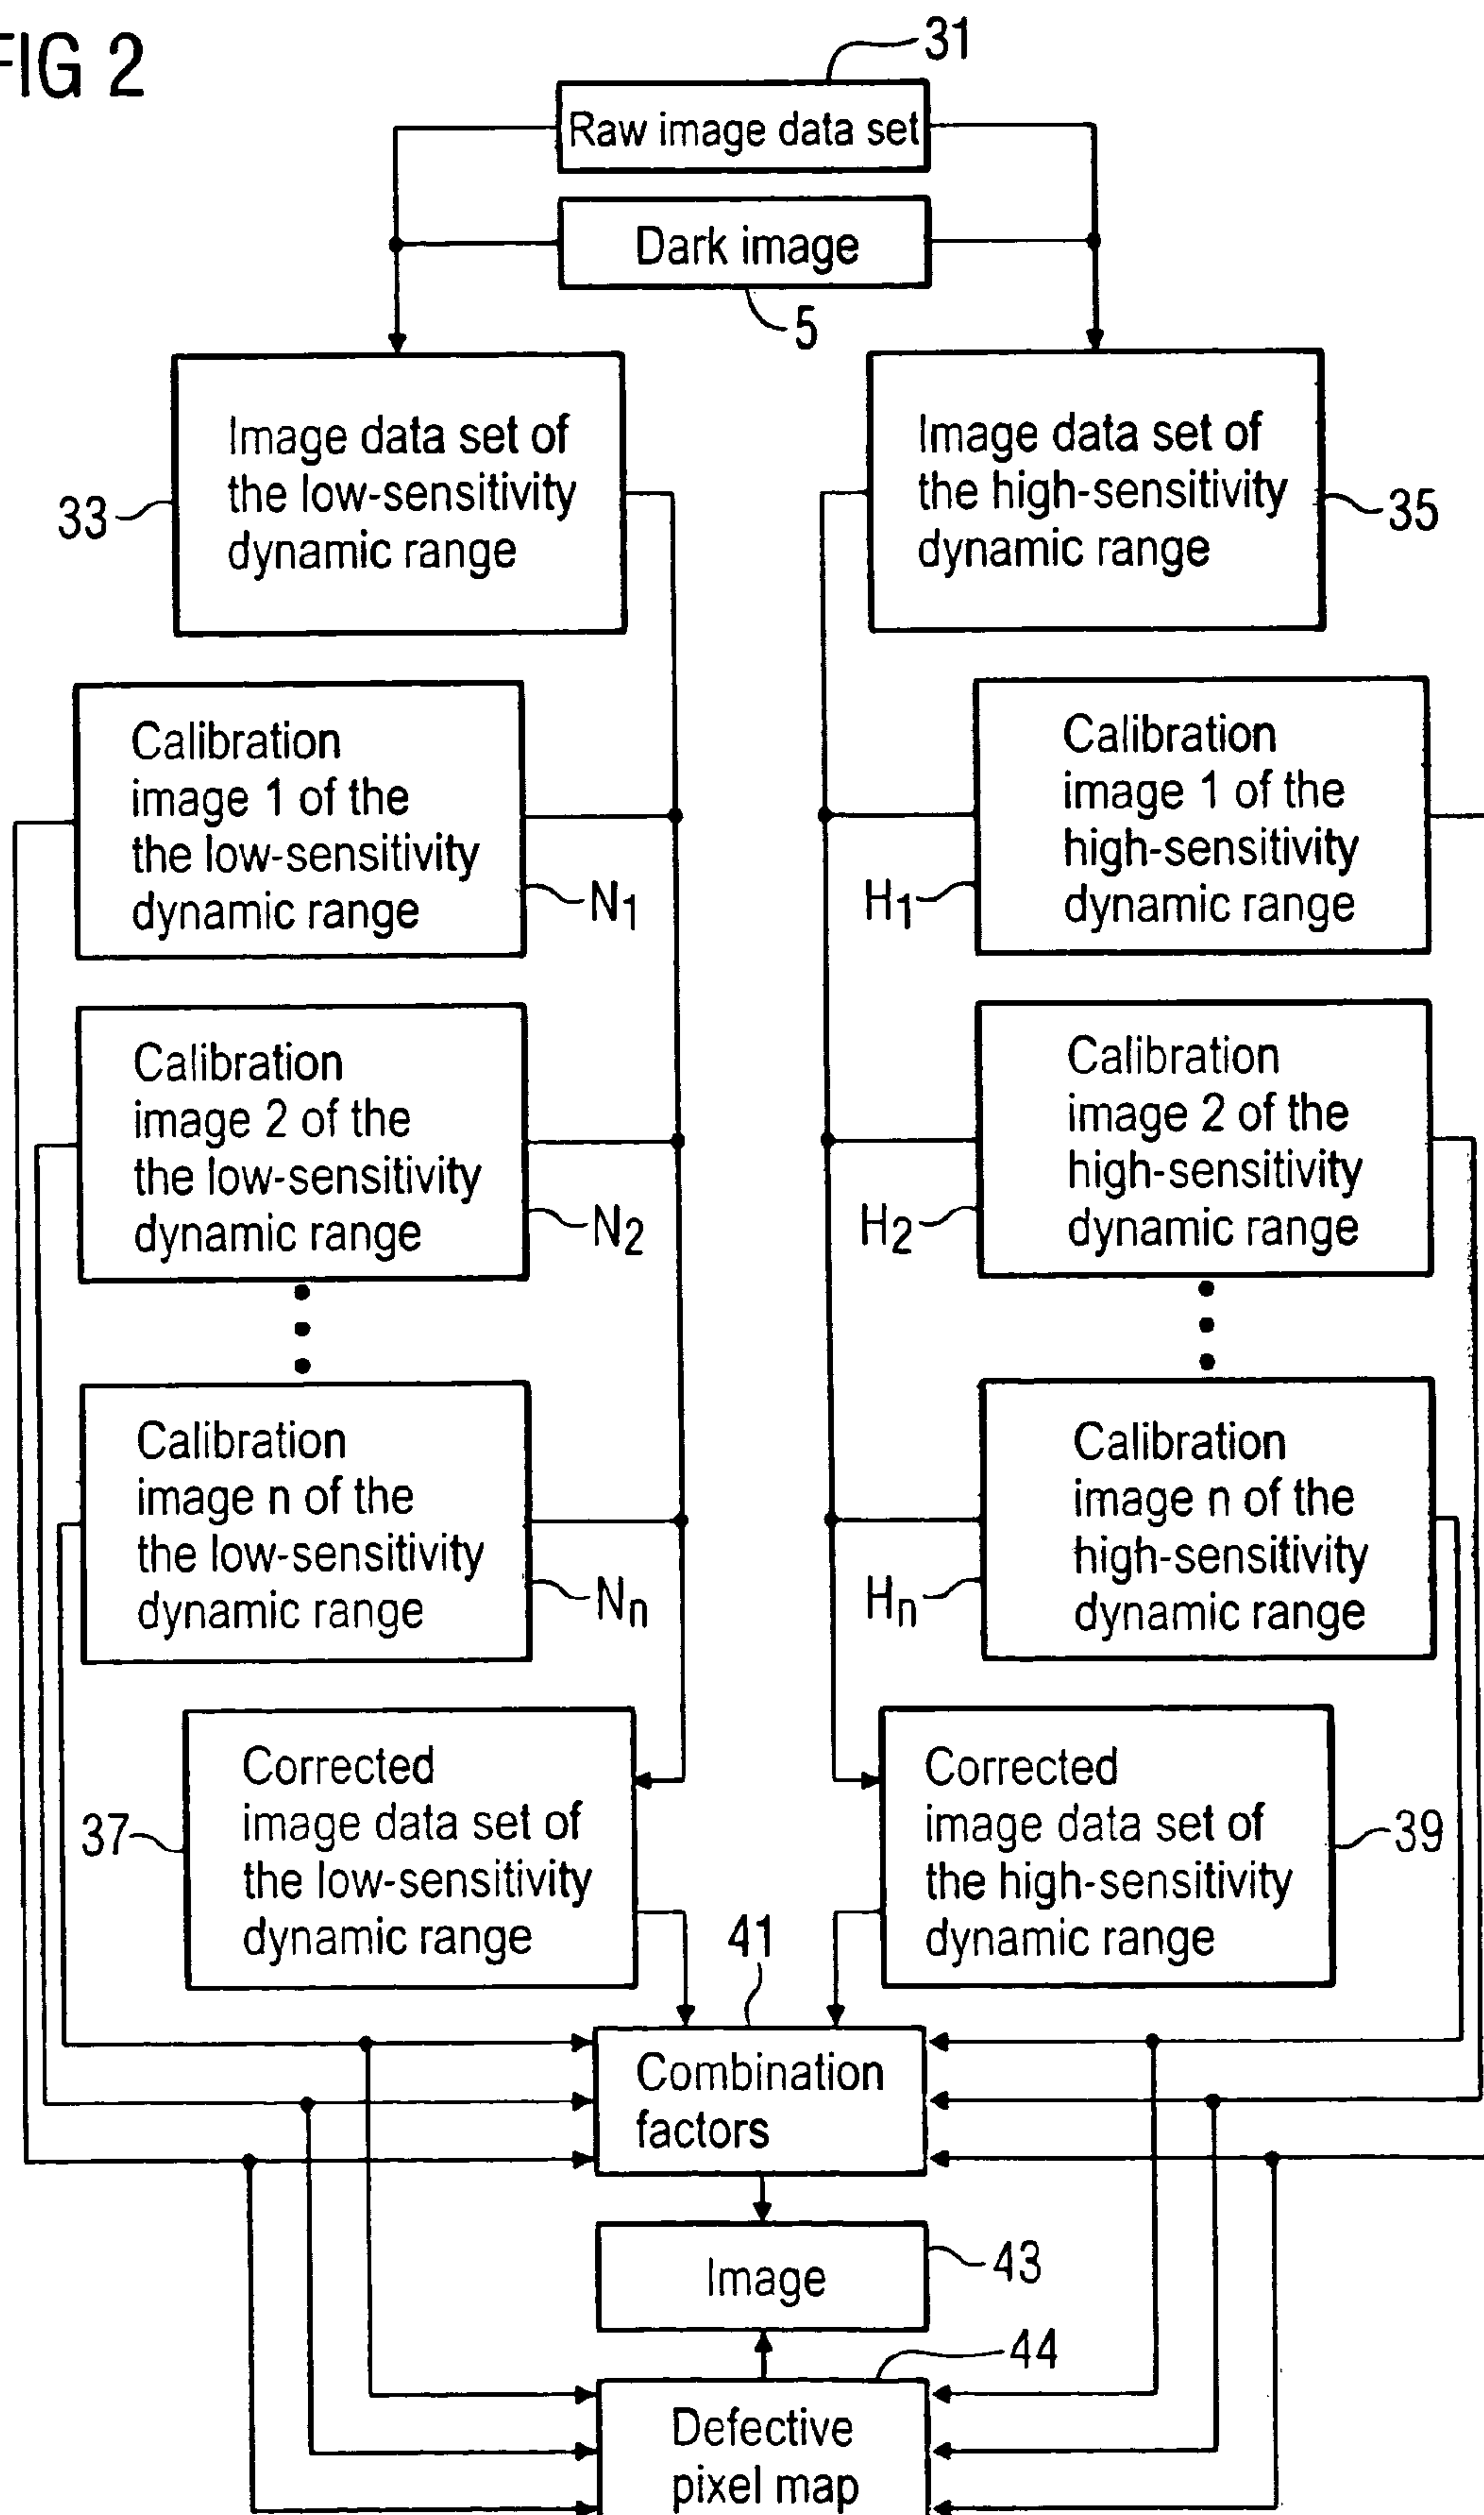 FIG 2
31
Raw image data set
Dark image
5
Image data set of
the low-sensitivity
dynamic range
33
Image data set of
the high-sensitivity
dynamic range
35
Calibration
image 1 of the
the low-sensitivity
dynamic range
N1
Calibration
image 1 of the
high-sensitivity
dynamic range
H1
Calibration
image 2 of the
the low-sensitivity
dynamic range
N2
Calibration
image 2 of the
high-sensitivity
dynamic range
H2
Calibration
image n of the
the low-sensitivity
dynamic range
Nn
Calibration
image n of the
high-sensitivity
dynamic range
Hn
Corrected
image data set of
the low-sensitivity
dynamic range
37
Corrected
image data set of
the high-sensitivity
dynamic range
39
41
Combination
factors
Image
43
44
Defective
pixel map